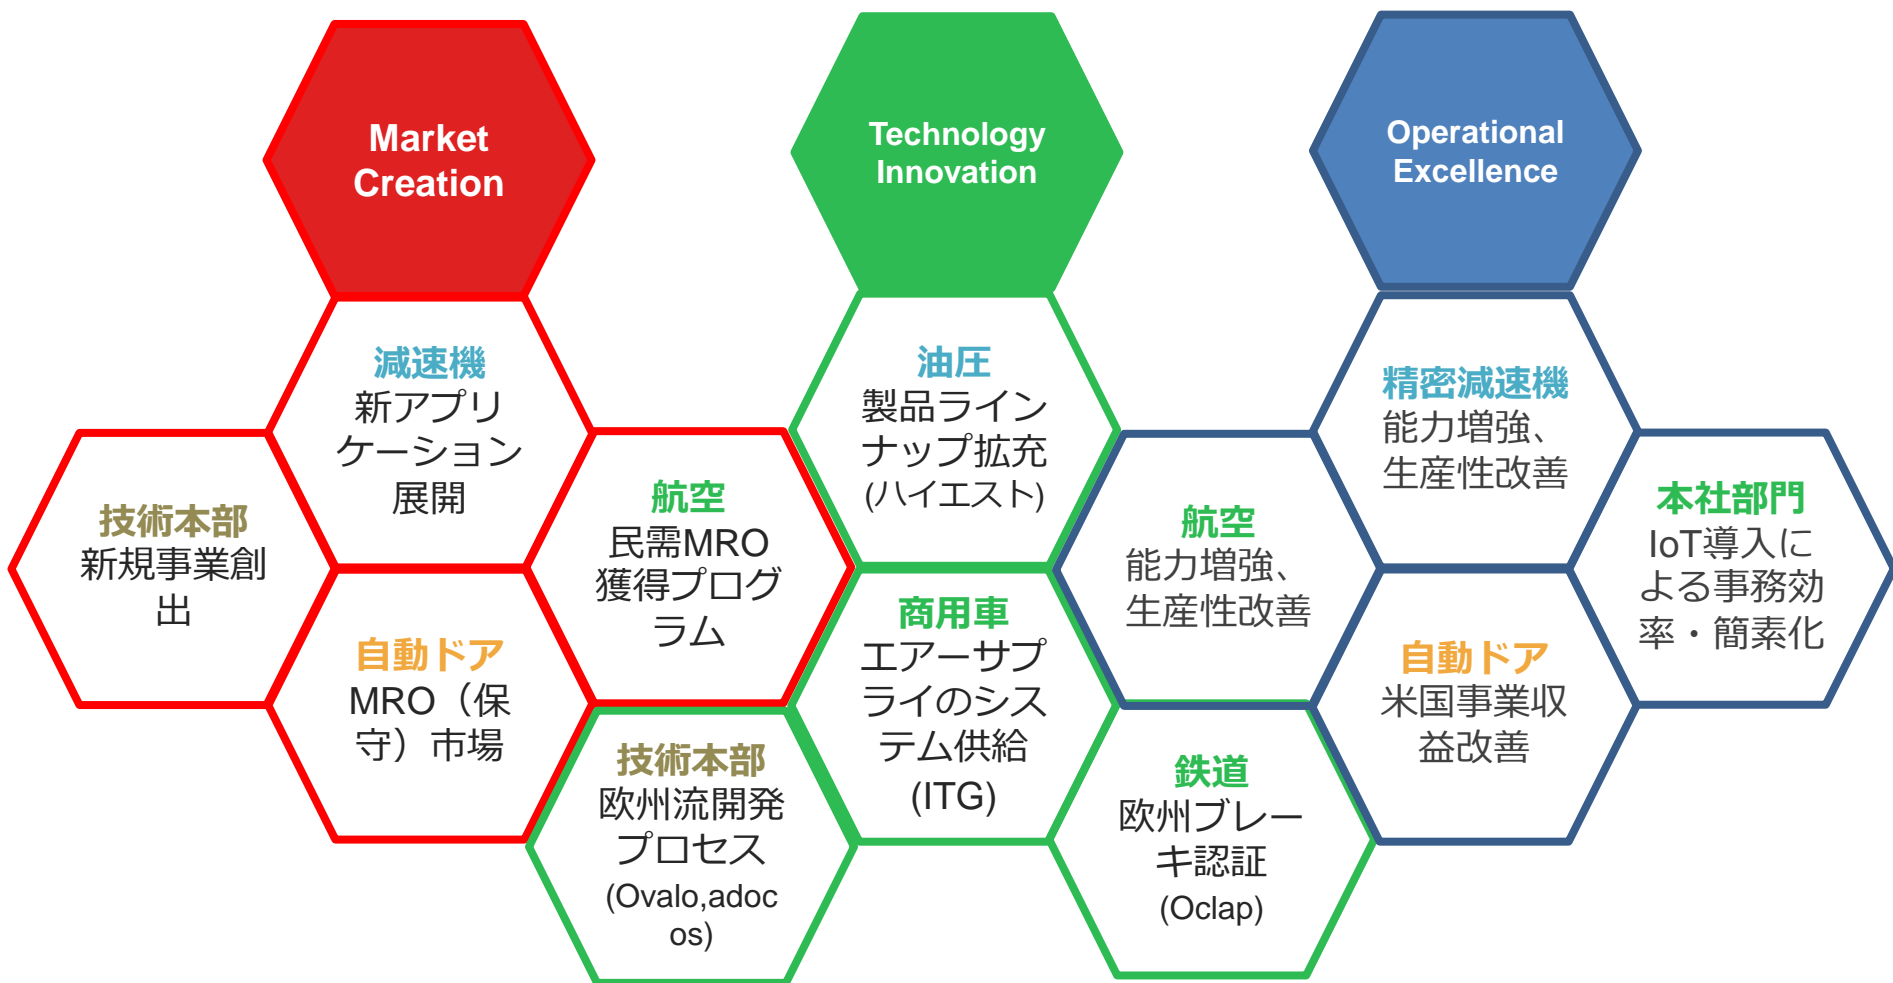 Market
Creation
Technology
Innovation
Operational
Excellence
減速機
新アプリ
ケーション
展開
油圧
製品ライン
ナップ拡充
(ハイエスト)
精密減速機
能力増強、
生産性改善
技術本部
新規事業創
出
航空
民需MRO
獲得プログ
ラム
航空
能力増強、
生産性改善
本社部門
IoT導入に
よる事務効
率・簡素化
自動ドア
MRO（保
守）市場
商用車
エアーサプ
ライのシス
テム供給
(ITG)
自動ドア
米国事業収
益改善
技術本部
欧州流開発
プロセス
(Ovalo,adoc
os)
鉄道
欧州ブレー
キ認証
(Oclap)